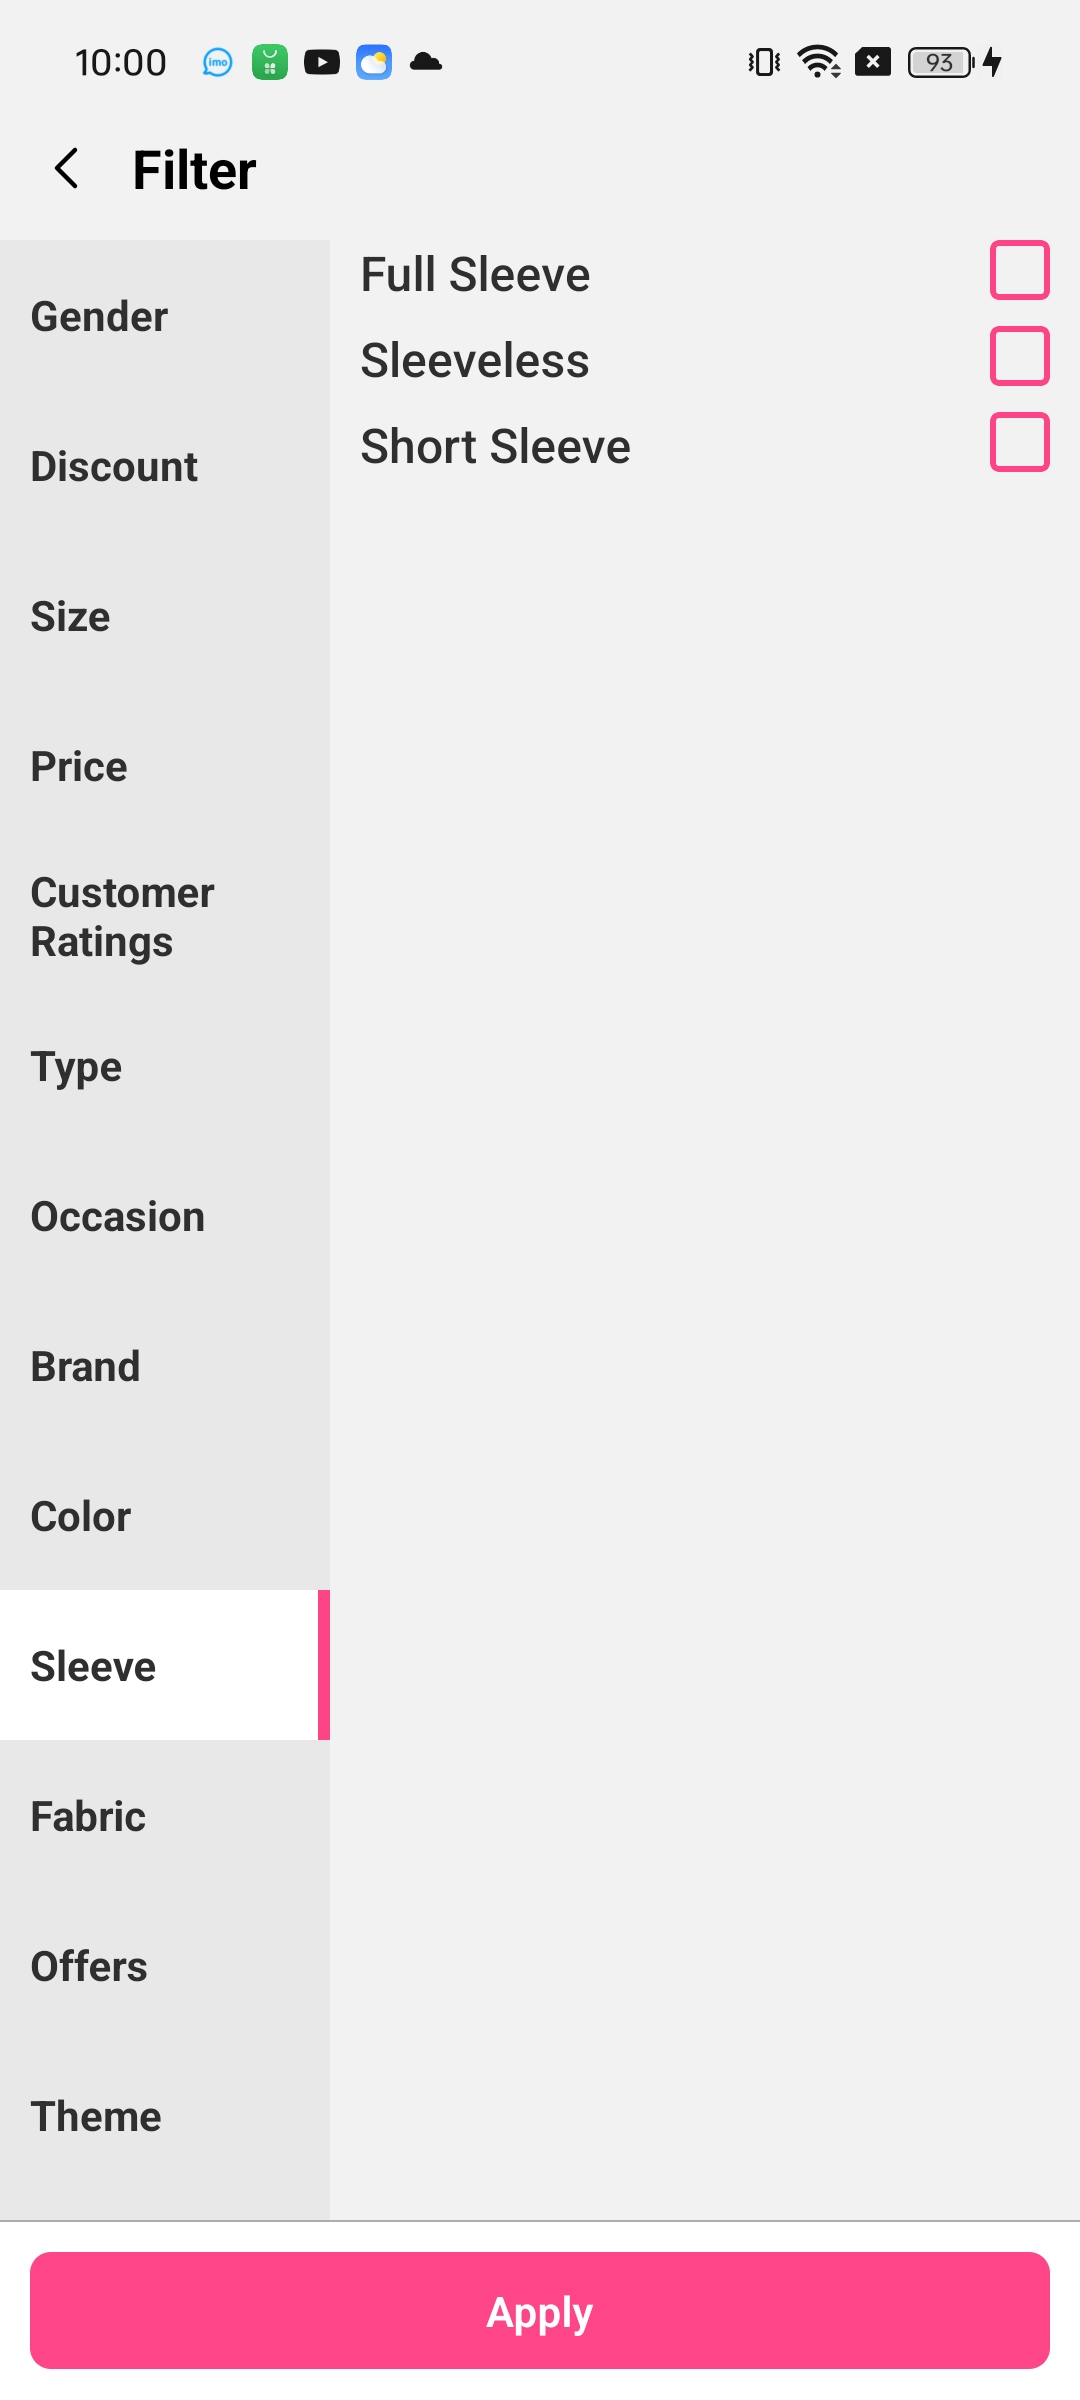 10:00
imo
93
Filter
Gender
Discount
Size
Price
Customer
Ratings
Type
Occasion
Brand
Color
Sleeve
Fabric
Offers
Theme
Full Sleeve
Sleeveless
Short Sleeve
Apply